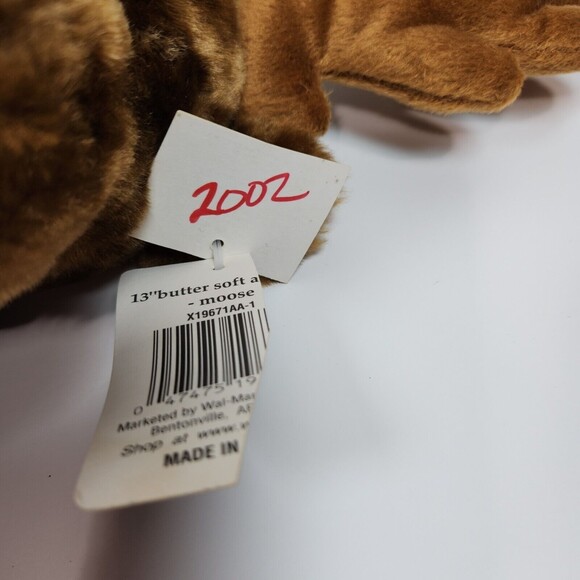 2002
13"butter soft a
- moose
X19671AA-1
0 47475 19
Marketed by Wal-Mar
Bentonville, A
Shop at www.
MADE IN